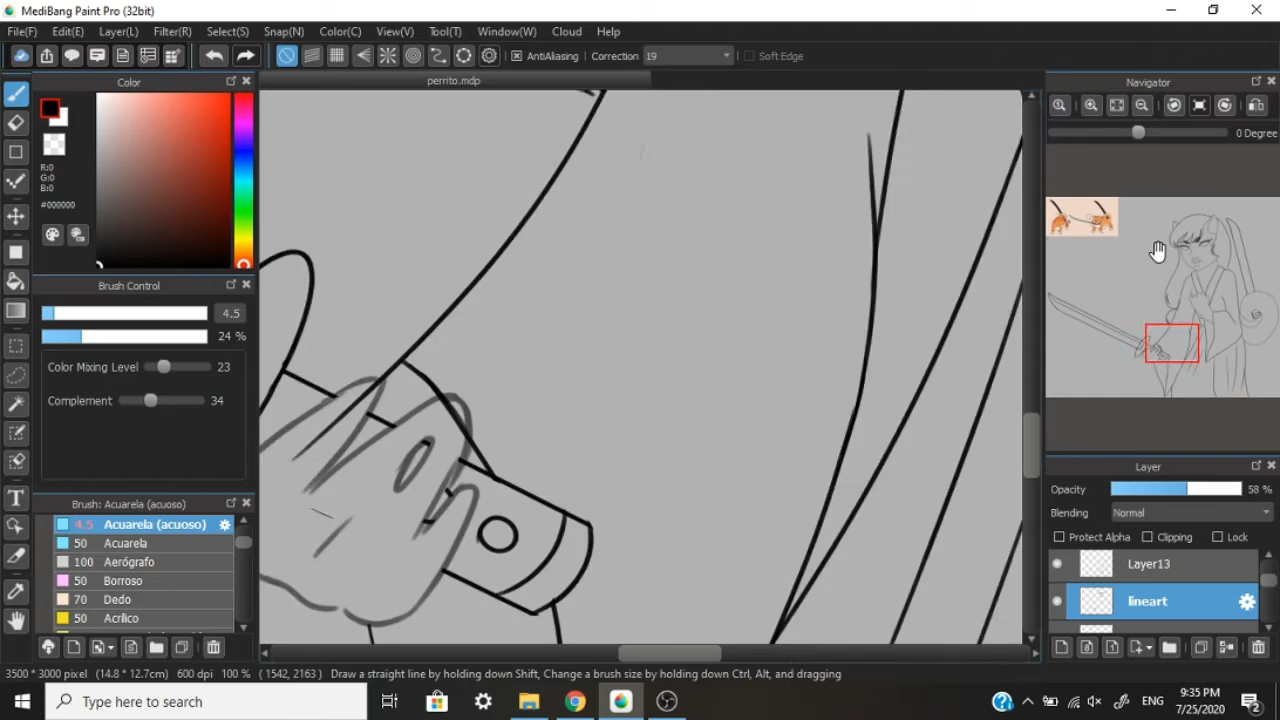 MediBang Paint Pro (32bit)
File(F) Edit(E) Layer(L) Filter(R) Select(S) Snap(N) Color(C) View(V) Tool(T) Window(W) Cloud Help
AntiAliasing Correction 19 Soft Edge
Color
perrito.mdp
Navigator
R:0
G:0
B:0
#000000
0 Degree
Brush Control
4.5
24 %
Color Mixing Level 23
Complement 34
Brush: Acuarela (acuoso)
4.5 Acuarela (acuoso)
50 Acuarela
100 Aerógrafo
50 Borroso
70 Dedo
50 Acrílico
Layer
Opacity 58 %
Blending Normal
Protect Alpha Clipping Lock
Layer13
lineart
3500 * 3000 pixel (14.8 * 12.7cm) 600 dpi 100 % ( 1542, 2163 ) Draw a straight line by holding down Shift, Change a brush size by holding down Ctrl, Alt, and dragging
Type here to search
ENG
9:35 PM
7/25/2020
2